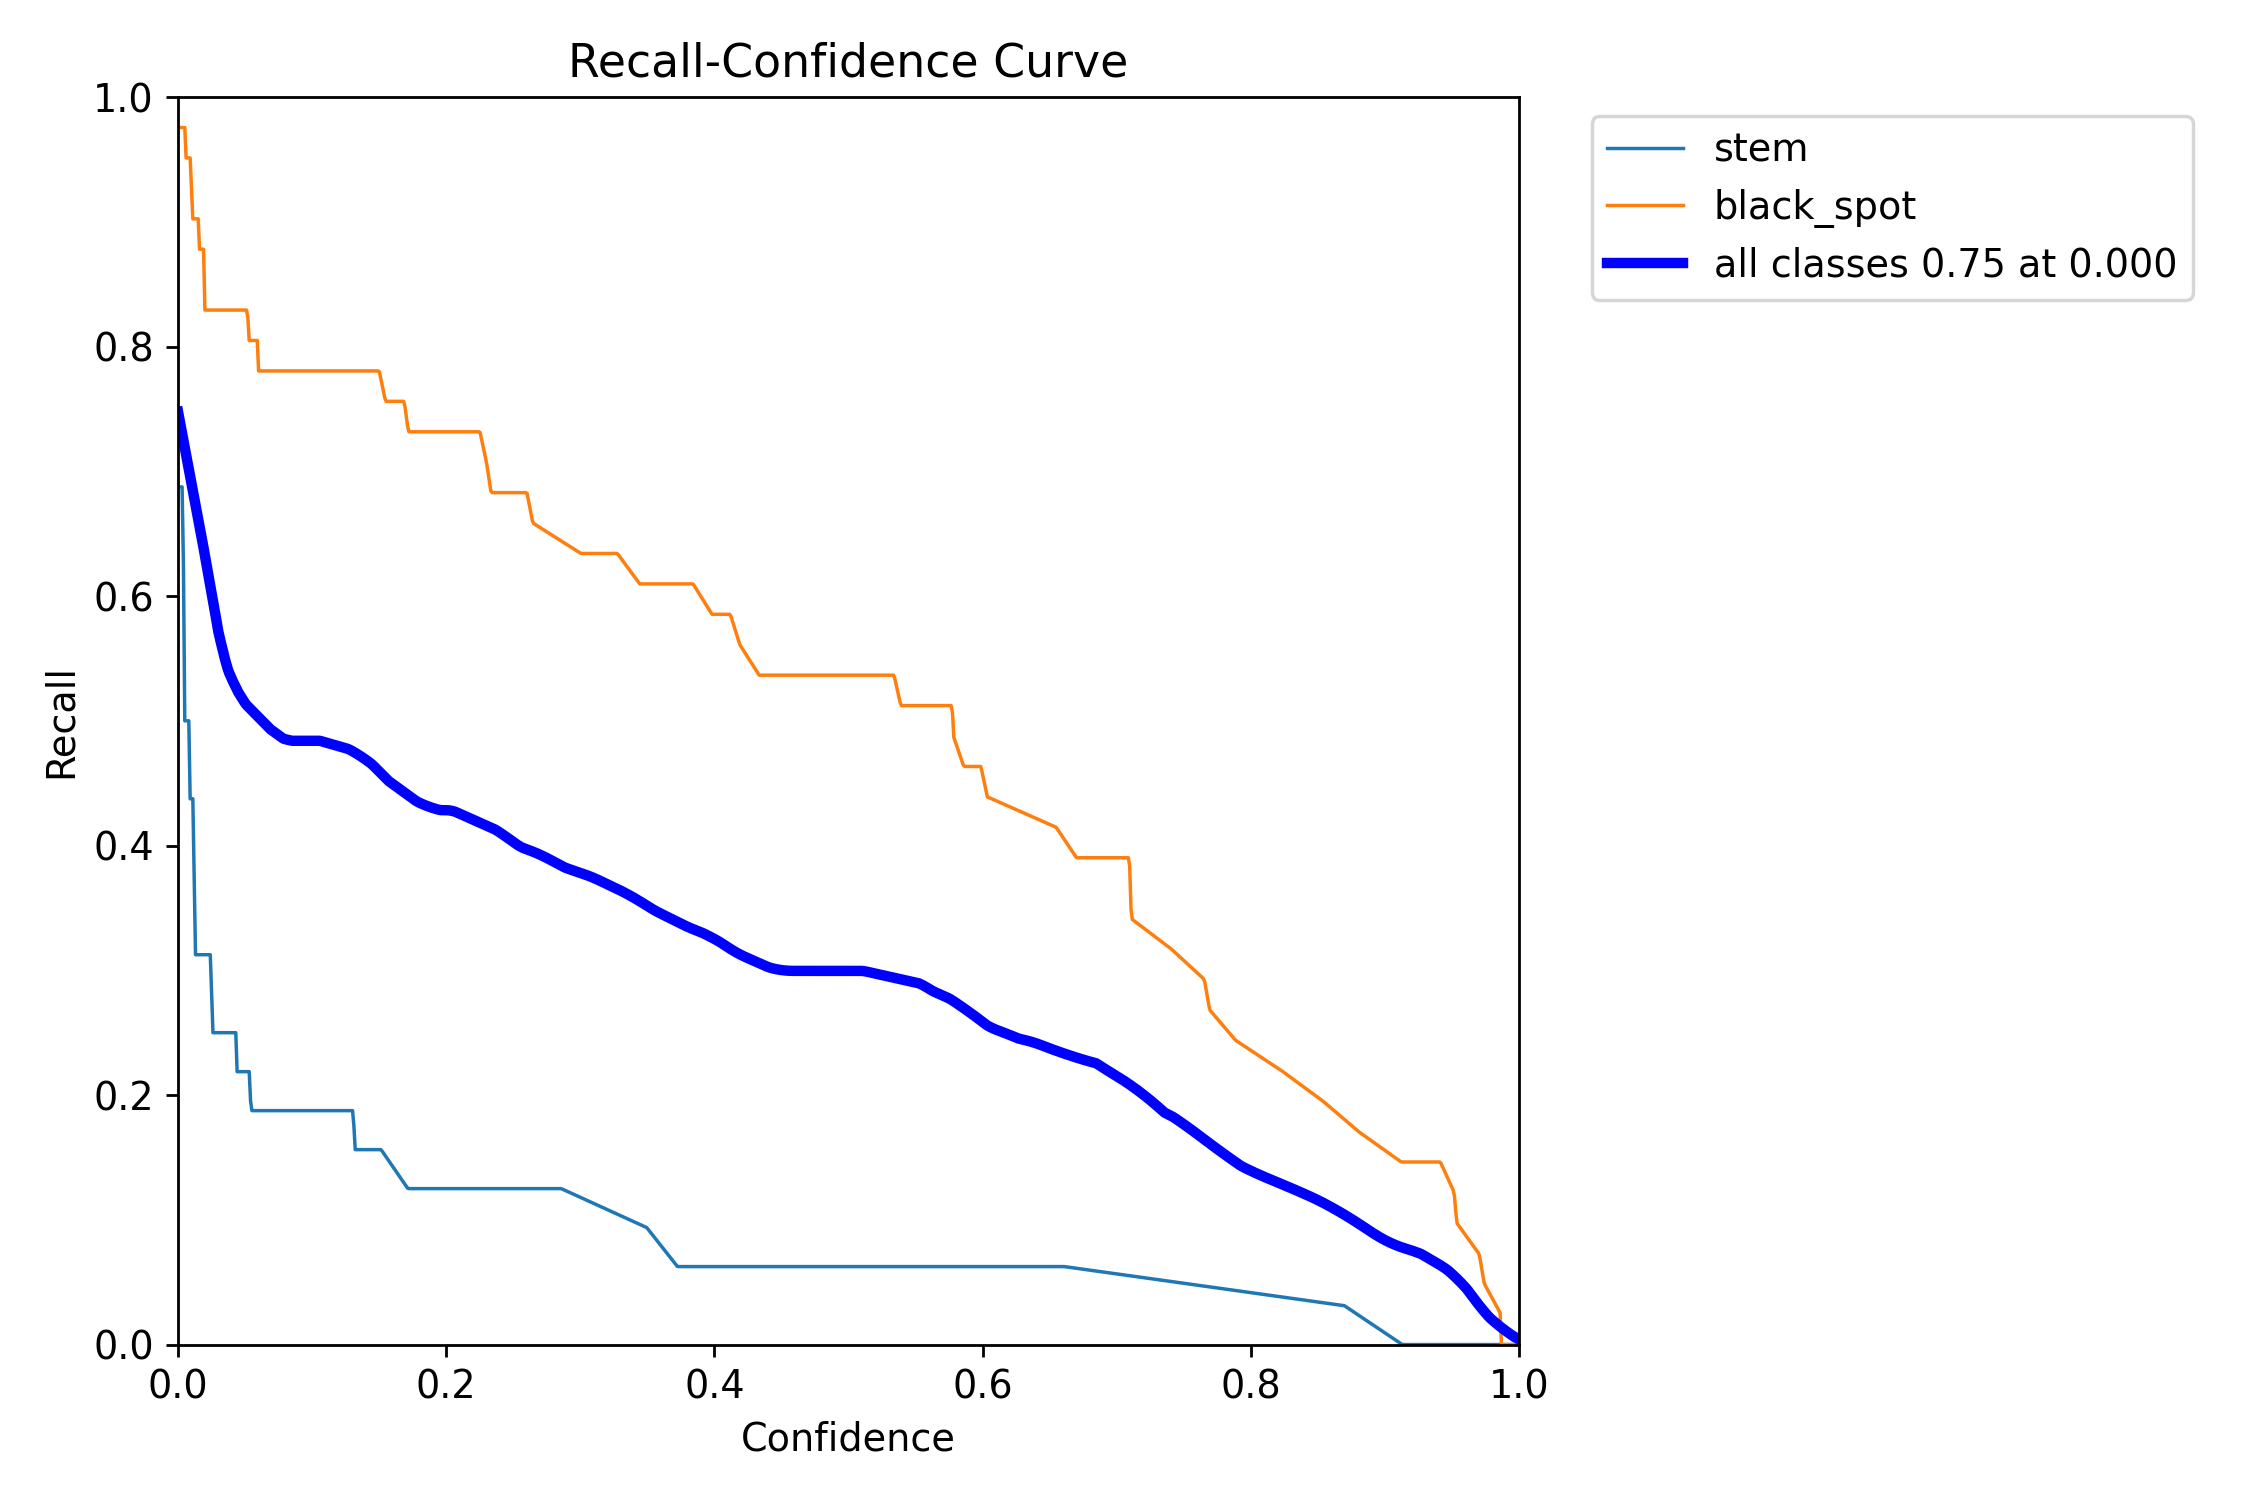 Recall-Confidence Curve
1.0
0.8
0.6
0.4
0.2
0.0
Recall
0.0 0.2 0.4 0.6 0.8 1.0
Confidence
stem
black_spot
all classes 0.75 at 0.000